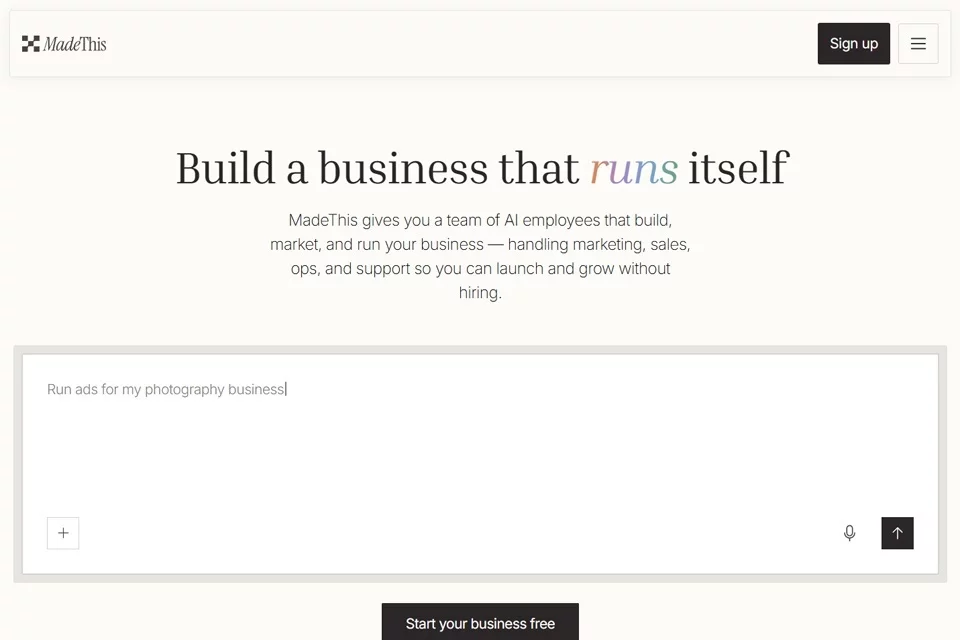 MadeThis
Sign up
Build a business that runs itself
MadeThis gives you a team of AI employees that build,
market, and run your business — handling marketing, sales,
ops, and support so you can launch and grow without
hiring.
Run ads for my photography business
Start your business free